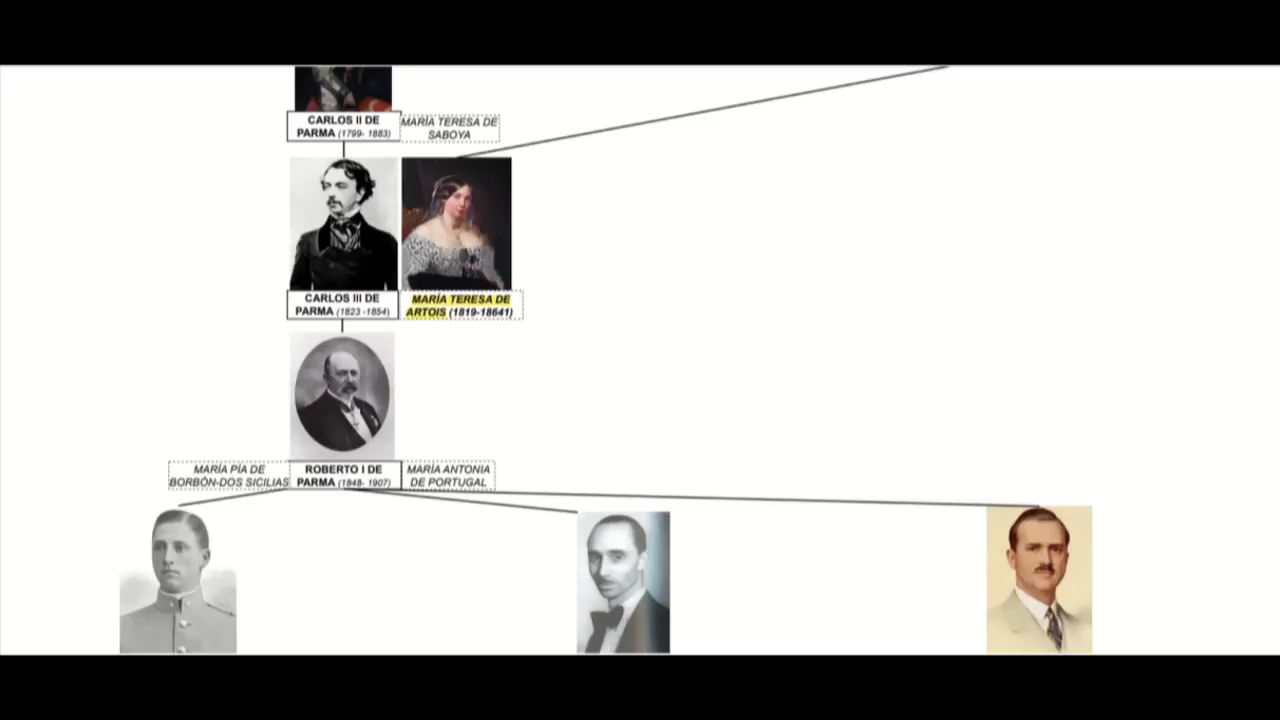 CARLOS II DE
PARMA (1799- 1883)
MARÍA TERESA DE
SABOYA
CARLOS III DE
PARMA (1823 -1854)
MARÍA TERESA DE
ARTOIS (1819-18641)
MARÍA PÍA DE
BORBÓN-DOS SICILIAS
ROBERTO I DE
PARMA (1848- 1907)
MARÍA ANTONIA
DE PORTUGAL